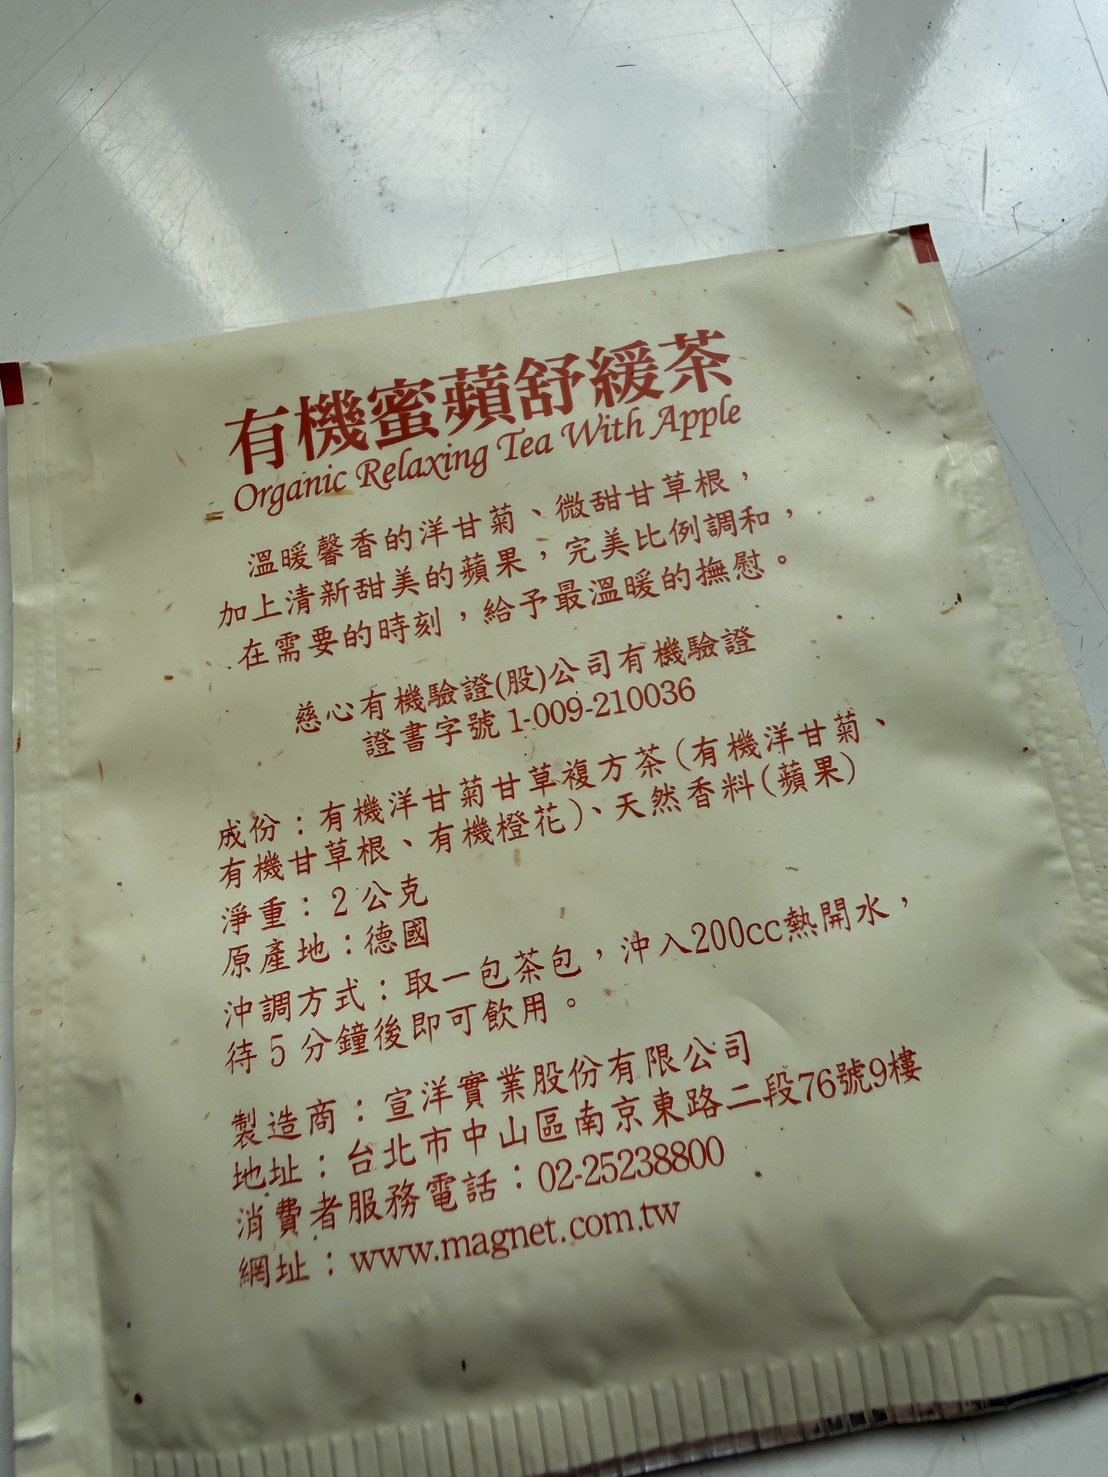 有機蜜蘋舒緩茶
Organic Relaxing Tea With Apple
溫暖馨香的洋甘菊、微甜甘草根，
加上清新甜美的蘋果，完美比例調和，
在需要的時刻，給予最溫暖的撫慰。
慈心有機驗證(股)公司有機驗證
證書字號 1-009-210036
成份：有機洋甘菊甘草複方茶(有機洋甘菊、
有機甘草根、有機橙花)、天然香料(蘋果)
淨重：2公克
原產地：德國
沖調方式：取一包茶包，沖入200cc熱開水，
待 5 分鐘後即可飲用。
製造商：宣洋實業股份有限公司
地址：台北市中山區南京東路二段76號9樓
消費者服務電話：02-25238800
網址：www.magnet.com.tw